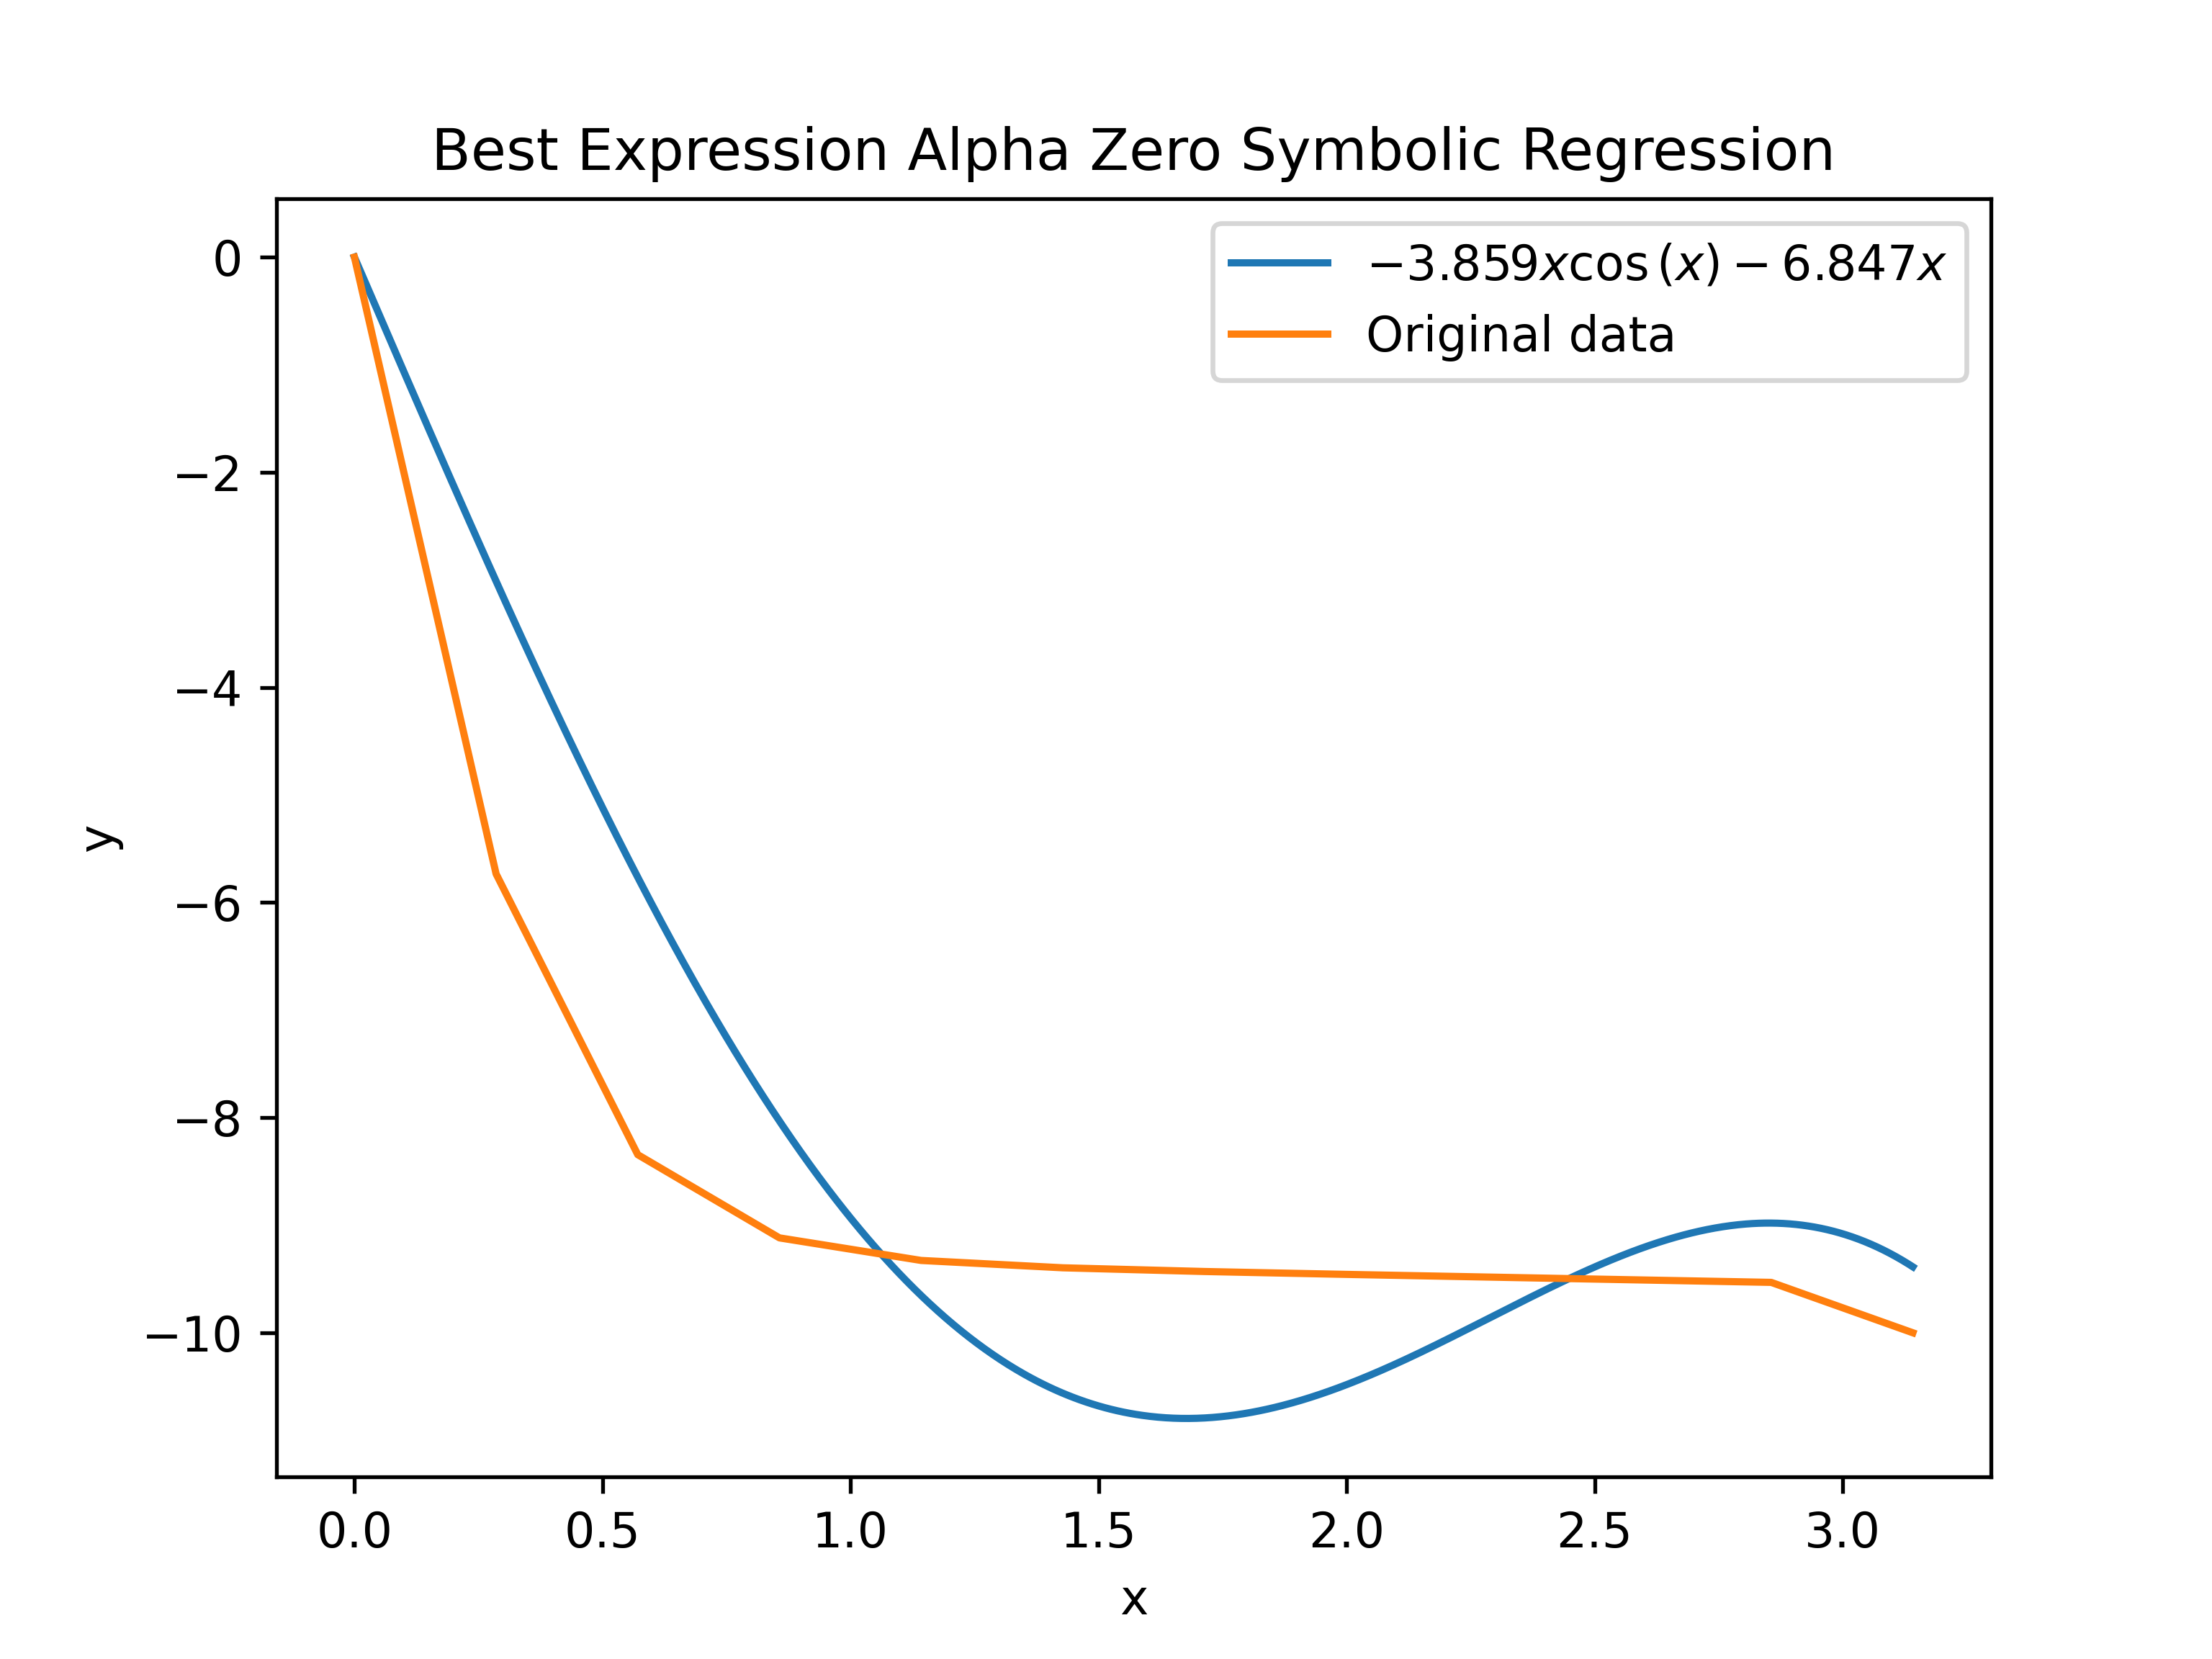 Best Expression Alpha Zero Symbolic Regression
−3.859xcos(x) − 6.847x
Original data
0
−2
−4
−6
−8
−10
y
0.0 0.5 1.0 1.5 2.0 2.5 3.0
x